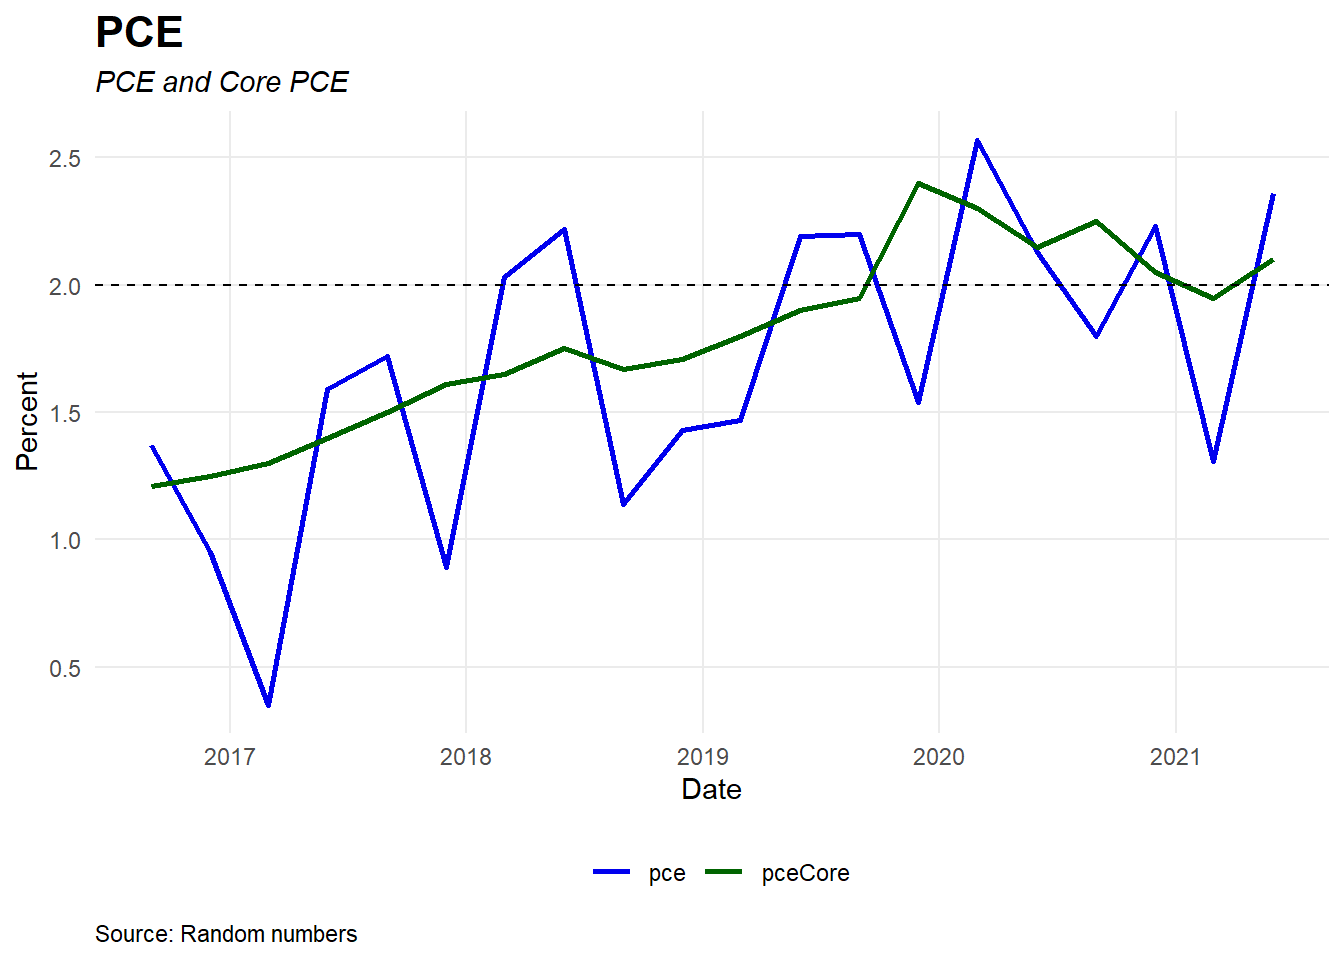 PCE
PCE and Core PCE
Percent
2.5
2.0
1.5
1.0
0.5
2017 2018 2019 2020 2021
Date
pce pceCore
Source: Random numbers